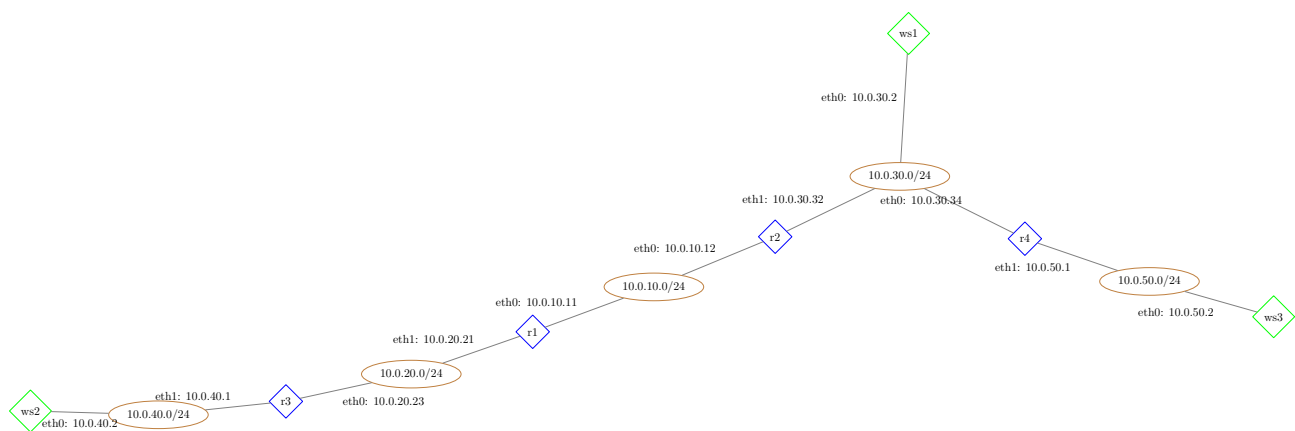 ws1
eth0: 10.0.30.2
10.0.30.0/24
eth1: 10.0.30.32
eth0: 10.0.30.34
r2
r4
eth0: 10.0.10.12
eth1: 10.0.50.1
10.0.10.0/24
10.0.50.0/24
eth0: 10.0.10.11
eth0: 10.0.50.2
ws3
r1
eth1: 10.0.20.21
10.0.20.0/24
eth1: 10.0.40.1
r3
eth0: 10.0.20.23
ws2
10.0.40.0/24
eth0: 10.0.40.2